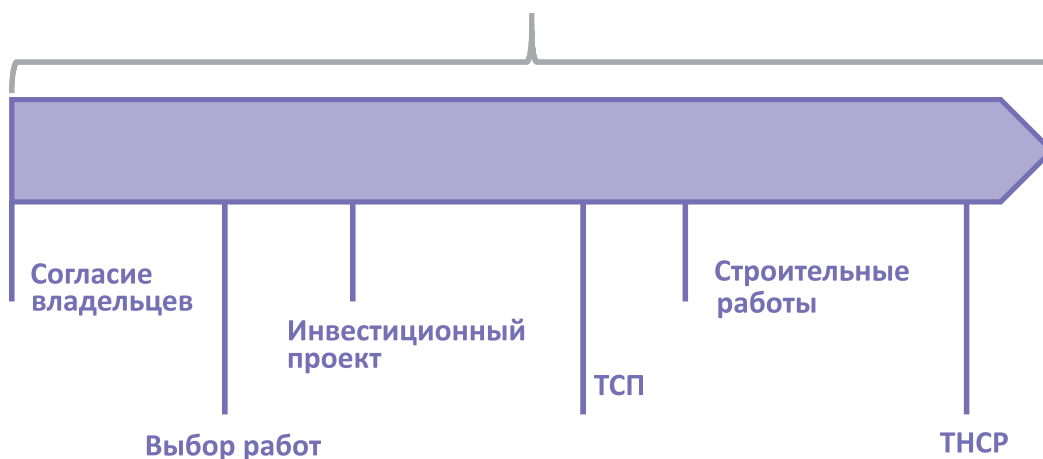 Согласие
владельцев
Выбор работ
Инвестиционный
проект
ТСП
Строительные
работы
ТНСР